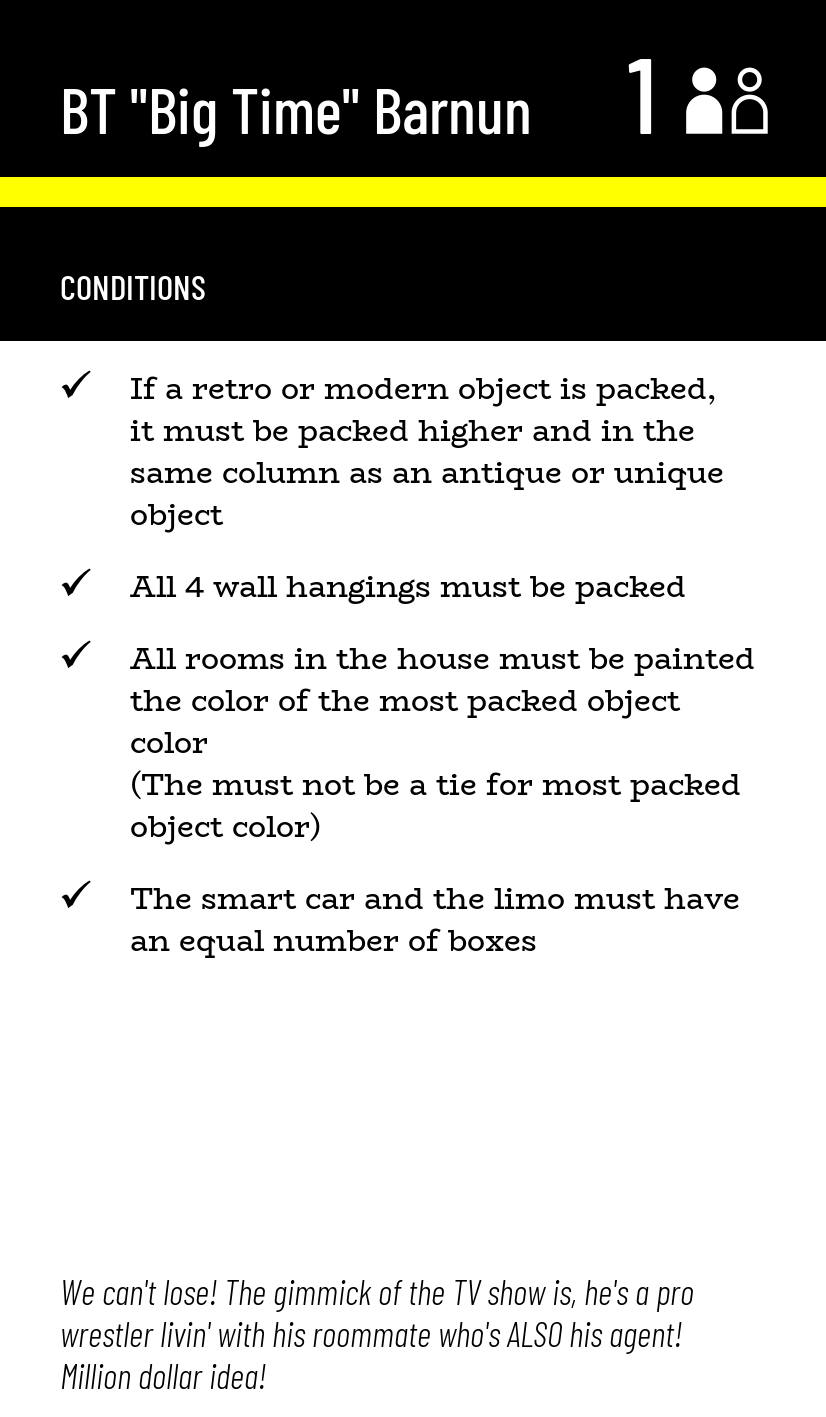 BT "Big Time" Barnun 1
CONDITIONS
✓ If a retro or modern object is packed,
it must be packed higher and in the
same column as an antique or unique
object
✓ All 4 wall hangings must be packed
✓ All rooms in the house must be painted
the color of the most packed object
color
(The must not be a tie for most packed
object color)
✓ The smart car and the limo must have
an equal number of boxes
We can't lose! The gimmick of the TV show is, he's a pro
wrestler livin' with his roommate who's ALSO his agent!
Million dollar idea!